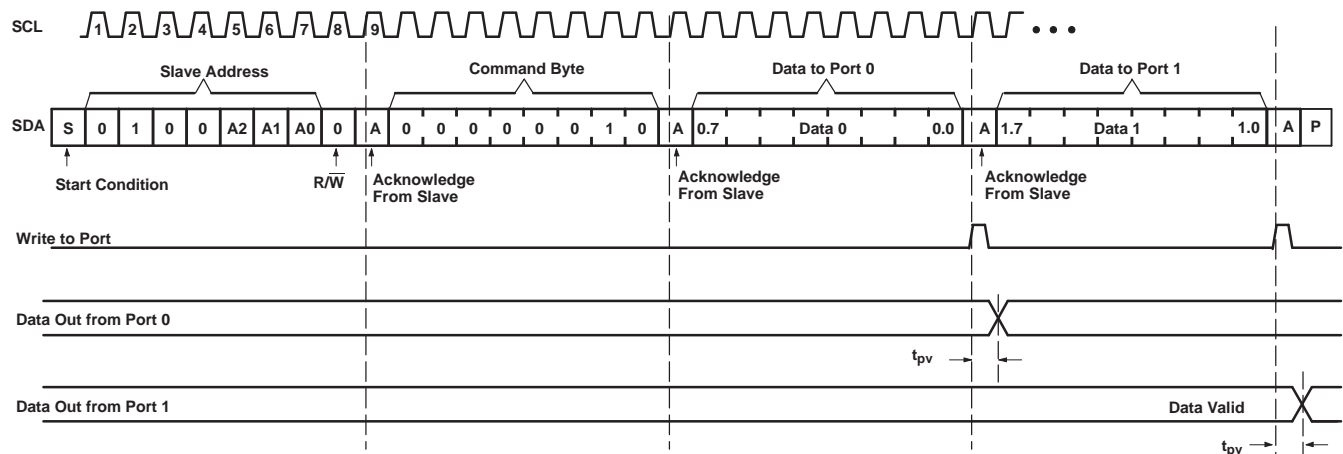 SCL 1 2 3 4 5 6 7 8 9
Slave Address Command Byte Data to Port 0 Data to Port 1
SDA S 0 1 0 0 A2 A1 A0 0 A 0 0 0 0 0 0 1 0 A 0.7 Data 0 0.0 A 1.7 Data 1 1.0 A P
Start Condition R/W̅ Acknowledge From Slave Acknowledge From Slave Acknowledge From Slave
Write to Port
Data Out from Port 0
tpv
Data Out from Port 1 Data Valid
tpv